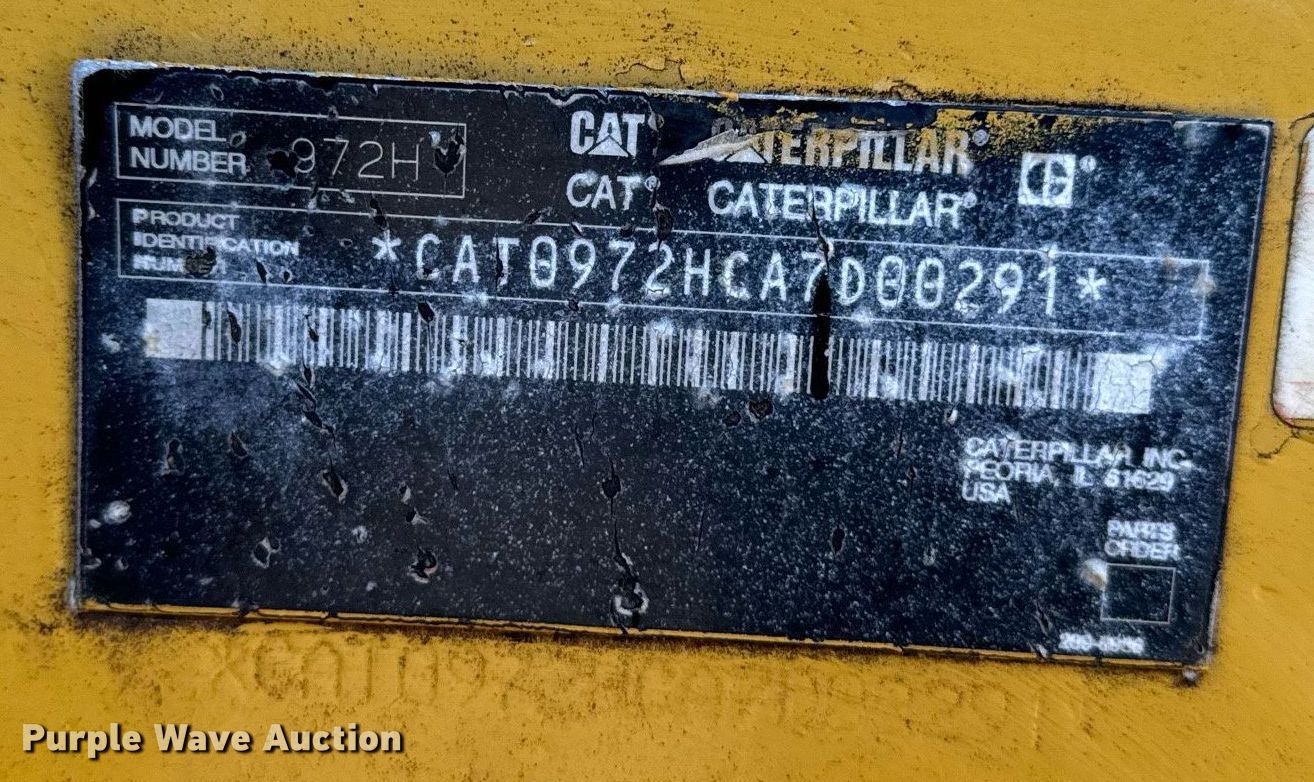 MODEL
NUMBER 972H
CAT® CATERPILLAR®
CAT® CATERPILLAR®
PRODUCT
IDENTIFICATION
NUMBER
*CAT0972HCA7D00291*
CATERPILLAR INC.
PEORIA, IL 61629
USA
PARTS
ORDER
Purple Wave Auction